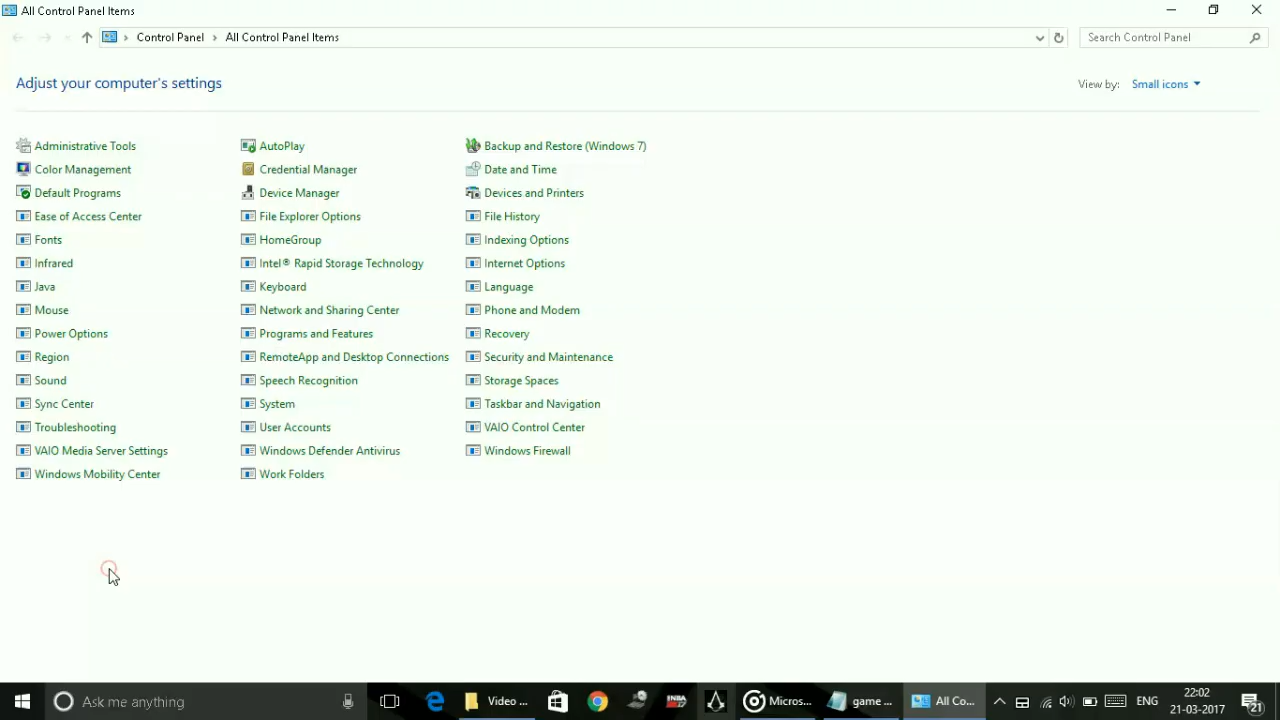 All Control Panel Items
Control Panel › All Control Panel Items
Search Control Panel
Adjust your computer's settings
View by: Small icons
Administrative Tools
AutoPlay
Backup and Restore (Windows 7)
Color Management
Credential Manager
Date and Time
Default Programs
Device Manager
Devices and Printers
Ease of Access Center
File Explorer Options
File History
Fonts
HomeGroup
Indexing Options
Infrared
Intel® Rapid Storage Technology
Internet Options
Java
Keyboard
Language
Mouse
Network and Sharing Center
Phone and Modem
Power Options
Programs and Features
Recovery
Region
RemoteApp and Desktop Connections
Security and Maintenance
Sound
Speech Recognition
Storage Spaces
Sync Center
System
Taskbar and Navigation
Troubleshooting
User Accounts
VAIO Control Center
VAIO Media Server Settings
Windows Defender Antivirus
Windows Firewall
Windows Mobility Center
Work Folders
Ask me anything
Video ...
Micros...
game ...
All Co...
ENG
22:02
21-03-2017
21